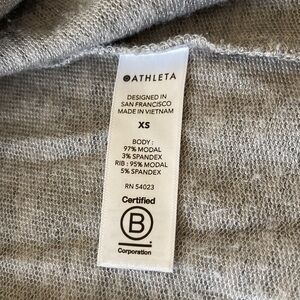 ATHLETA
DESIGNED IN
SAN FRANCISCO
MADE IN VIETNAM
XS
BODY :
97% MODAL
3% SPANDEX
RIB : 95% MODAL
5% SPANDEX
RN 54023
Certified
B
Corporation